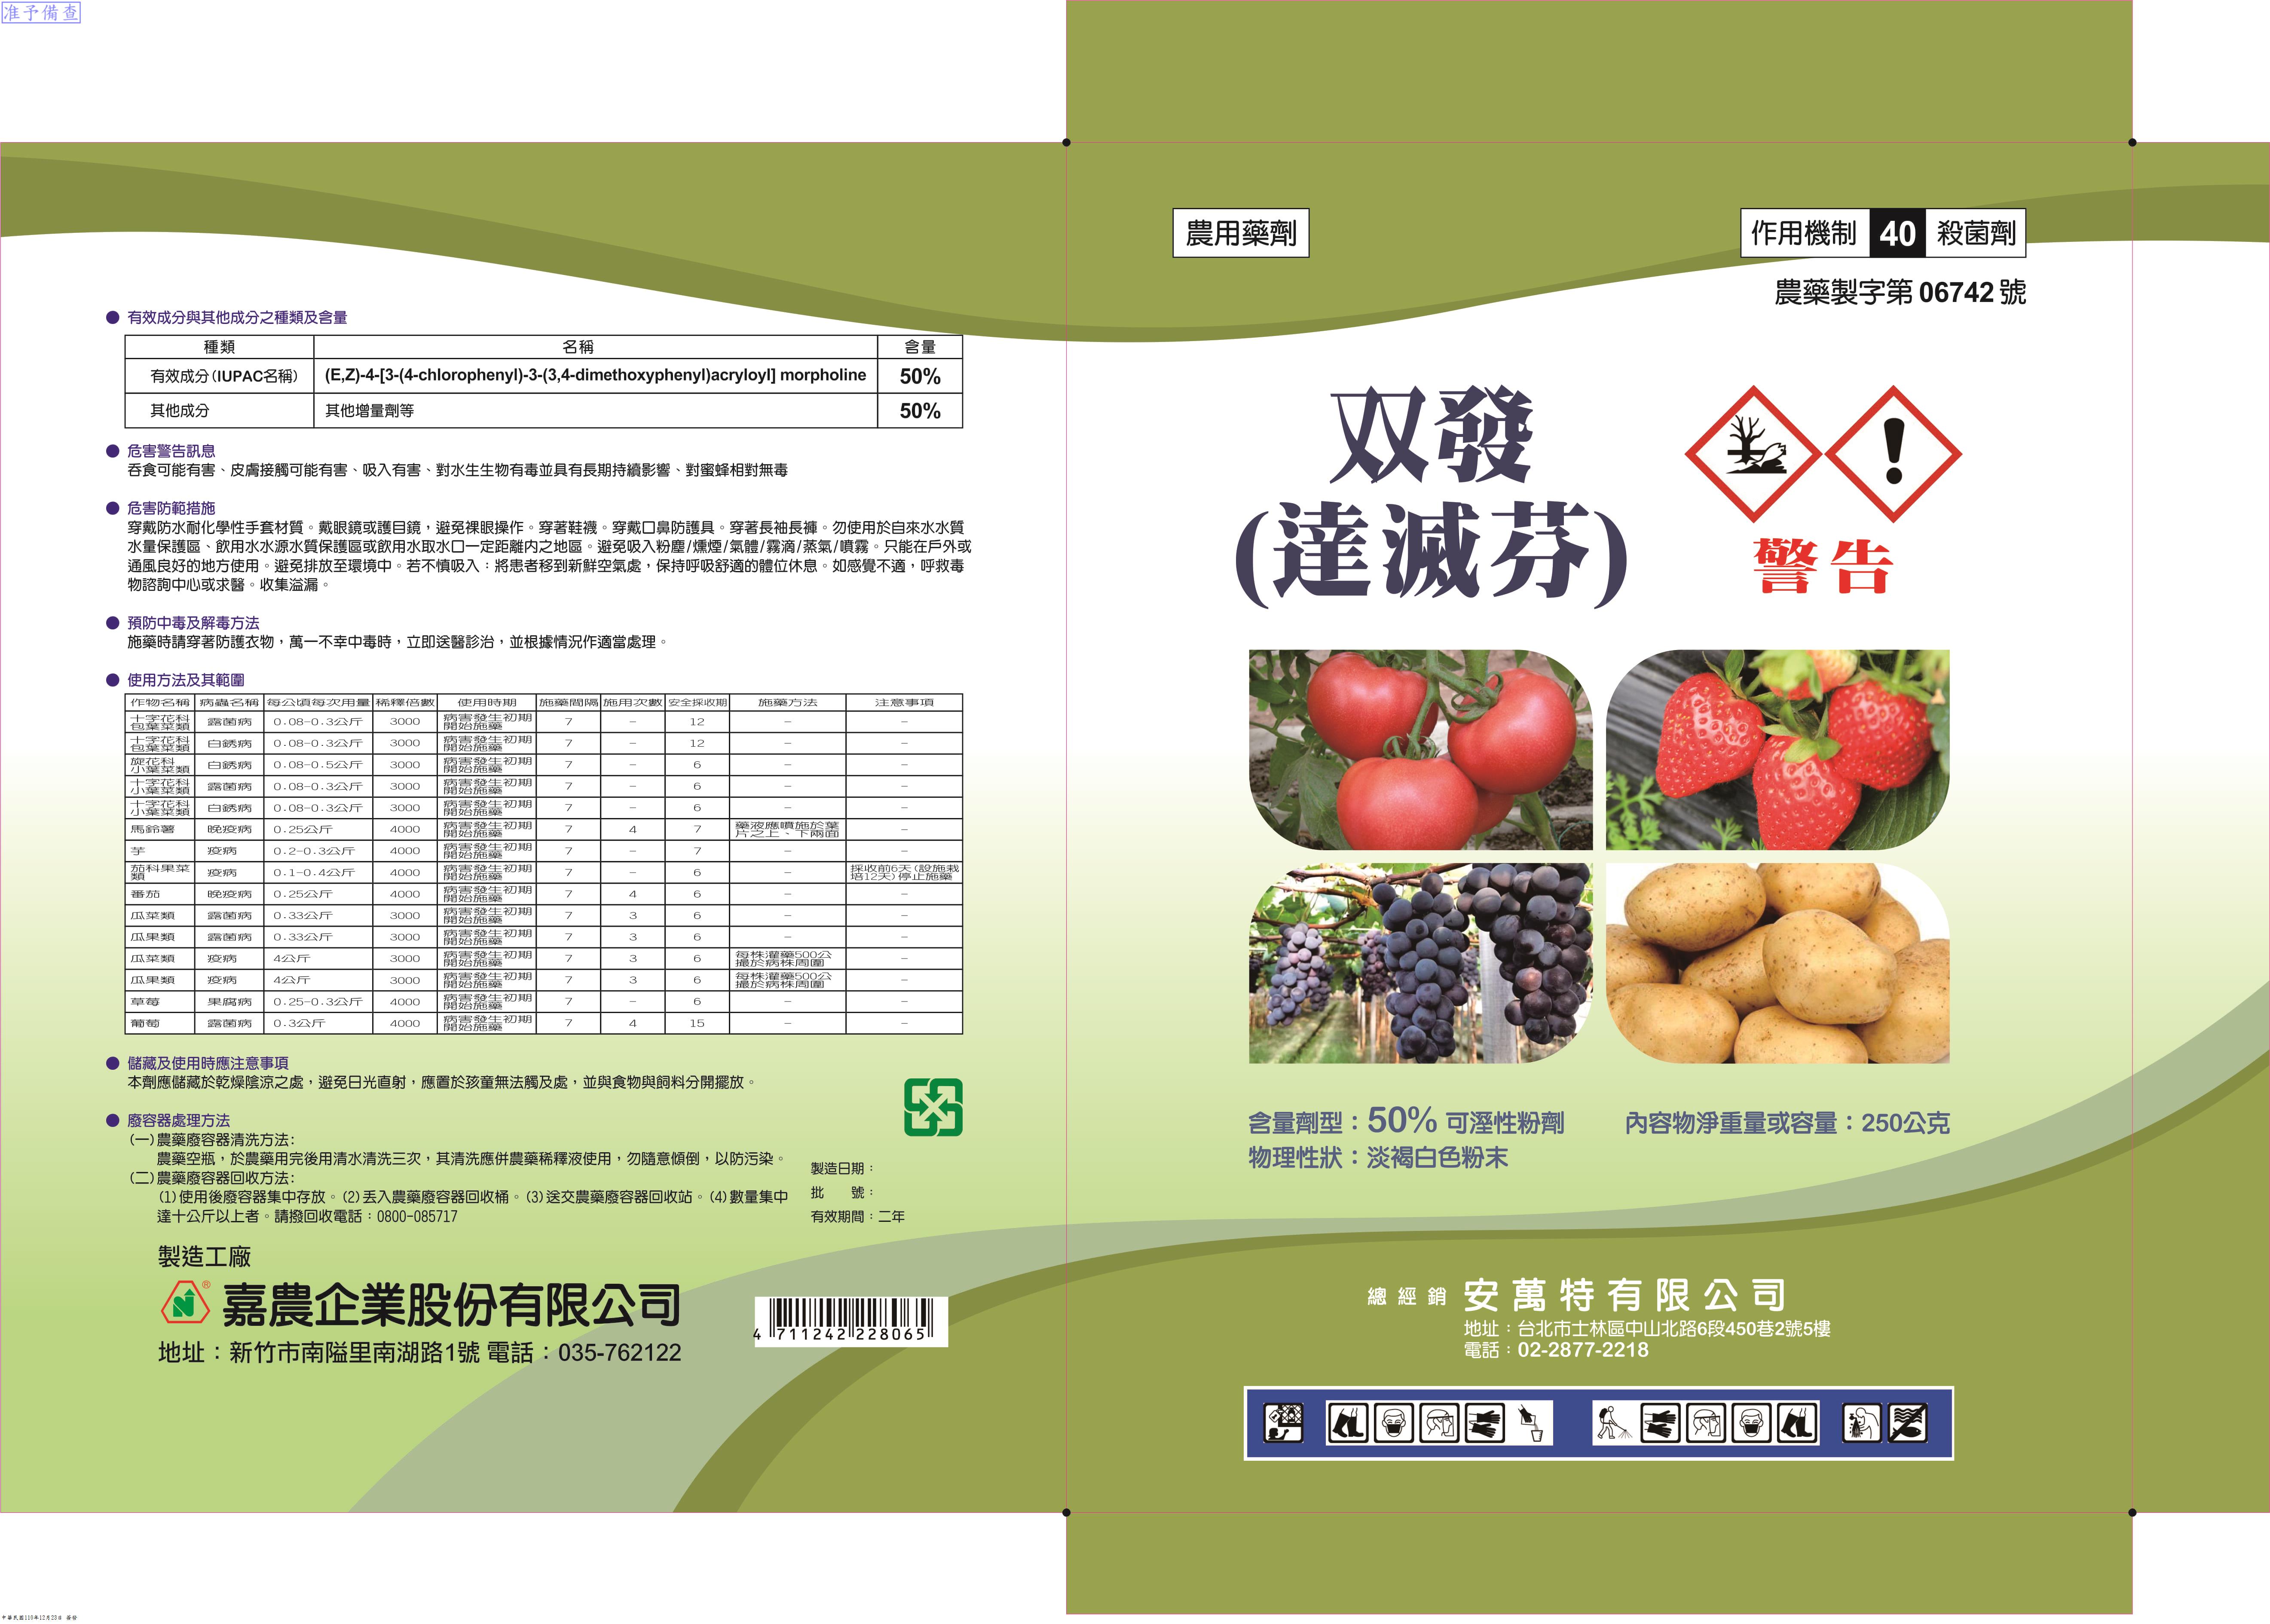 准予備查
● 有效成分與其他成分之種類及含量
種類 名稱 含量
有效成分(IUPAC名稱) (E,Z)-4-[3-(4-chlorophenyl)-3-(3,4-dimethoxyphenyl)acryloyl] morpholine 50%
其他成分 其他增量劑等 50%
● 危害警告訊息
吞食可能有害、皮膚接觸可能有害、吸入有害、對水生生物有毒並具有長期持續影響、對蜜蜂相對無毒
● 危害防範措施
穿戴防水耐化學性手套材質。戴眼鏡或護目鏡，避免裸眼操作。穿著鞋襪。穿戴口鼻防護具。穿著長袖長褲。勿使用於自來水水質
水量保護區、飲用水水源水質保護區或飲用水取水口一定距離內之地區。避免吸入粉塵/燻煙/氣體/霧滴/蒸氣/噴霧。只能在戶外或
通風良好的地方使用。避免排放至環境中。若不慎吸入：將患者移到新鮮空氣處，保持呼吸舒適的體位休息。如感覺不適，呼救毒
物諮詢中心或求醫。收集溢漏。
● 預防中毒及解毒方法
施藥時請穿著防護衣物，萬一不幸中毒時，立即送醫診治，並根據情況作適當處理。
● 使用方法及其範圍
作物名稱 病蟲名稱 每公頃每次用量 稀釋倍數 使用時期 施藥間隔 施用次數 安全採收期 施藥方法 注意事項
十字花科包葉菜類 露菌病 0.08-0.3公斤 3000 病害發生初期開始施藥 7 - 12 - -
十字花科包葉菜類 白銹病 0.08-0.3公斤 3000 病害發生初期開始施藥 7 - 12 - -
旋花科小葉菜類 白銹病 0.08-0.5公斤 3000 病害發生初期開始施藥 7 - 6 - -
十字花科小葉菜類 露菌病 0.08-0.3公斤 3000 病害發生初期開始施藥 7 - 6 - -
十字花科小葉菜類 白銹病 0.08-0.3公斤 3000 病害發生初期開始施藥 7 - 6 - -
馬鈴薯 晚疫病 0.25公斤 4000 病害發生初期開始施藥 7 4 7 藥液應噴施於葉片之上、下兩面 -
芋 疫病 0.2-0.3公斤 4000 病害發生初期開始施藥 7 - 7 - -
茄科果菜類 疫病 0.1-0.4公斤 4000 病害發生初期開始施藥 7 - 6 - 採收前6天(設施栽培12天)停止施藥
番茄 晚疫病 0.25公斤 4000 病害發生初期開始施藥 7 4 6 - -
瓜菜類 露菌病 0.33公斤 3000 病害發生初期開始施藥 7 3 6 - -
瓜果類 露菌病 0.33公斤 3000 病害發生初期開始施藥 7 3 6 - -
瓜菜類 疫病 4公斤 3000 病害發生初期開始施藥 7 3 6 每株灌藥500公撮於病株周圍 -
瓜果類 疫病 4公斤 3000 病害發生初期開始施藥 7 3 6 每株灌藥500公撮於病株周圍 -
草莓 果腐病 0.25-0.3公斤 4000 病害發生初期開始施藥 7 - 6 - -
葡萄 露菌病 0.3公斤 4000 病害發生初期開始施藥 7 4 15 - -
● 儲藏及使用時應注意事項
本劑應儲藏於乾燥陰涼之處，避免日光直射，應置於孩童無法觸及處，並與食物與飼料分開擺放。
● 廢容器處理方法
(一)農藥廢容器清洗方法:
農藥空瓶，於農藥用完後用清水清洗三次，其清洗應併農藥稀釋液使用，勿隨意傾倒，以防污染。
(二)農藥廢容器回收方法:
(1)使用後廢容器集中存放。(2)丟入農藥廢容器回收桶。(3)送交農藥廢容器回收站。(4)數量集中
達十公斤以上者。請撥回收電話：0800-085717
製造日期：
批 號：
有效期間：二年
製造工廠
® 嘉農企業股份有限公司
地址：新竹市南隘里南湖路1號 電話：035-762122
4 711242 228065
農用藥劑
作用機制 40 殺菌劑
農藥製字第 06742 號
双發
(達滅芬)
警告
含量劑型：50% 可溼性粉劑
內容物淨重量或容量：250公克
物理性狀：淡褐白色粉末
總經銷 安萬特有限公司
地址：台北市士林區中山北路6段450巷2號5樓
電話：02-2877-2218
中華民國110年12月23日 簽發